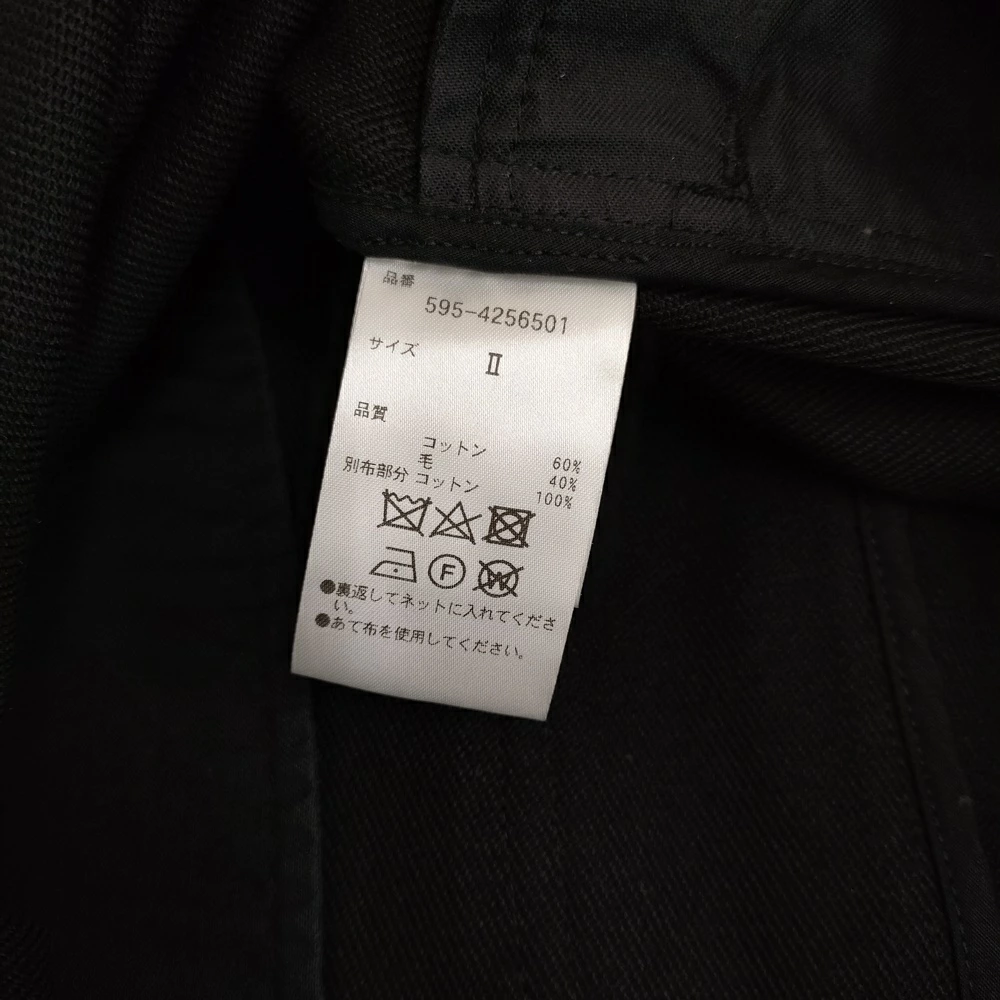 品番
595-4256501
サイズ
II
品質
コットン 60%
毛 40%
別布部分 コットン 100%
F W
●裏返してネットに入れてくださ
い。
●あて布を使用してください。